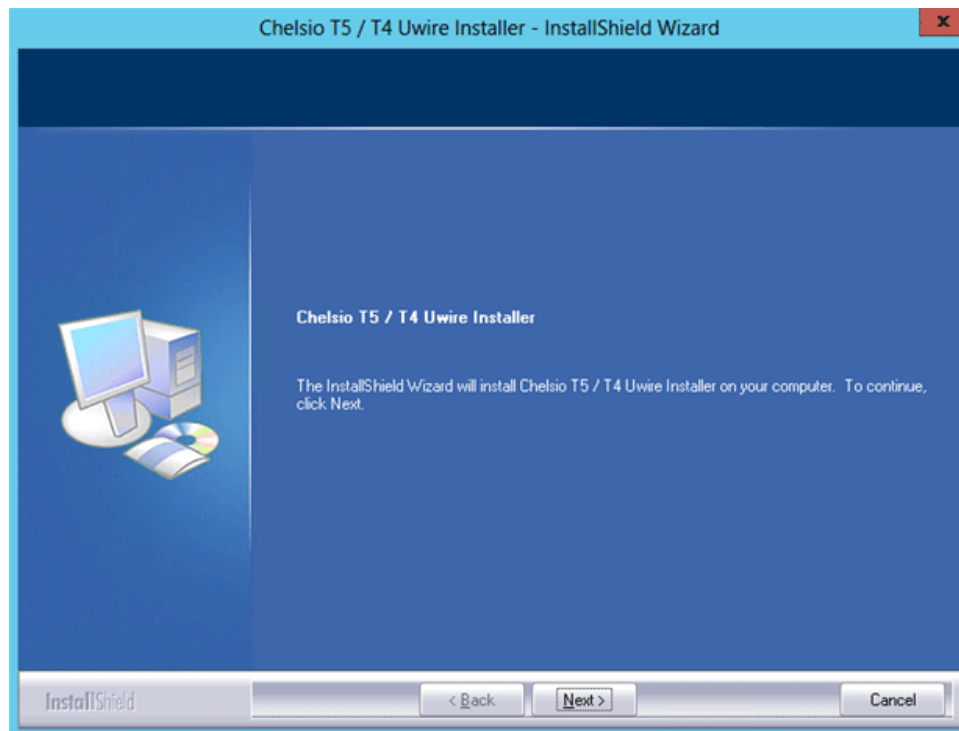 Chelsio T5 / T4 Uwire Installer - InstallShield Wizard
x
Chelsio T5 / T4 Uwire Installer
The InstallShield Wizard will install Chelsio T5 / T4 Uwire Installer on your computer. To continue,
click Next.
InstallShield
< Back
Next >
Cancel